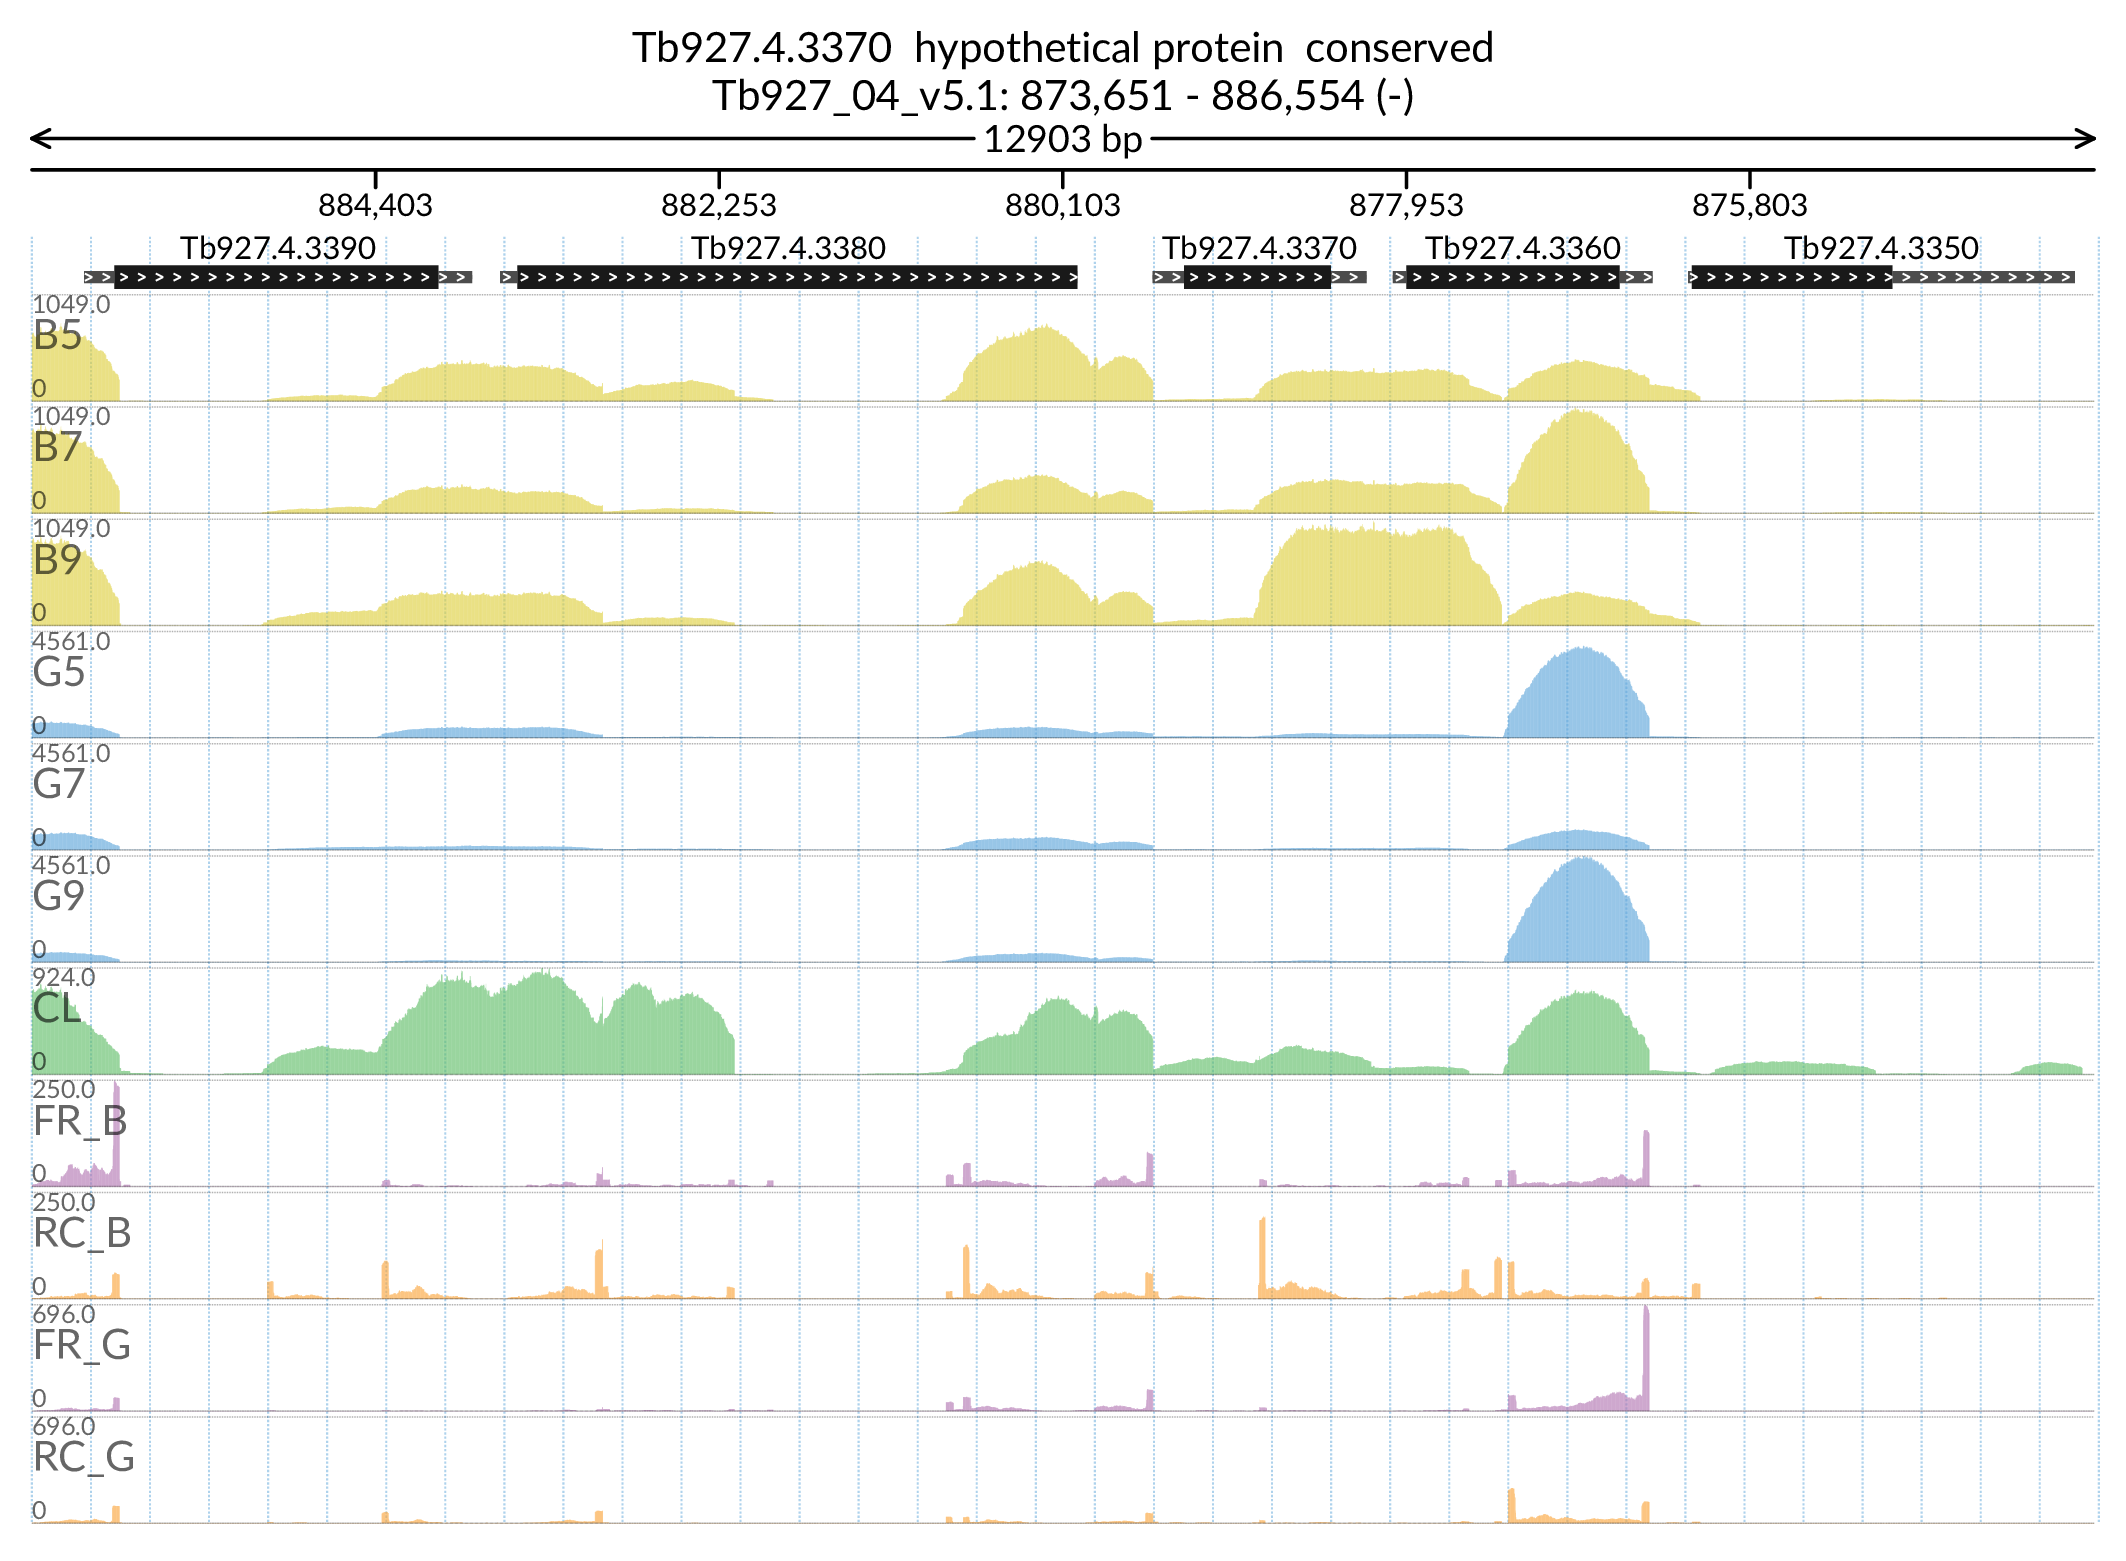 Tb927.4.3370 hypothetical protein conserved
Tb927_04_v5.1: 873,651 - 886,554 (-)
12903 bp
884,403 882,253 880,103 877,953 875,803
Tb927.4.3390 Tb927.4.3380 Tb927.4.3370 Tb927.4.3360 Tb927.4.3350
1049.0
B5
0
1049.0
B7
0
1049.0
B9
0
4561.0
G5
0
4561.0
G7
0
4561.0
G9
0
924.0
CL
0
250.0
FR_B
0
250.0
RC_B
0
696.0
FR_G
0
696.0
RC_G
0